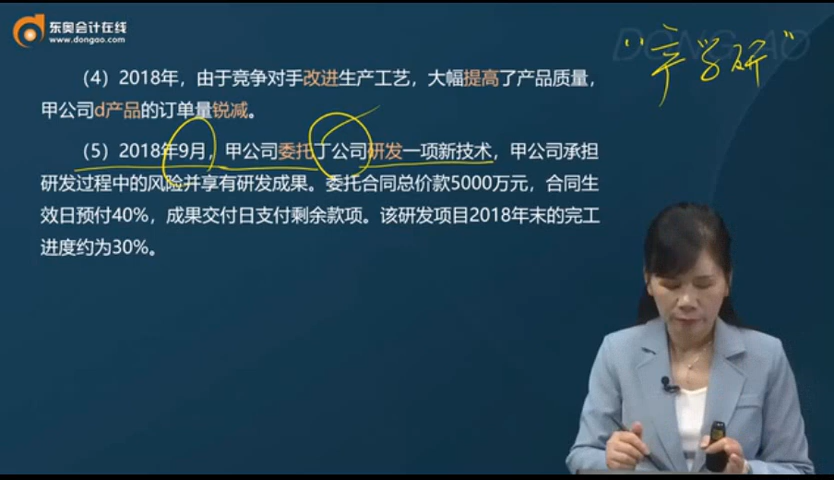 东奥会计在线
www.dongao.com
DONGAO
“产学研”
（4）2018年，由于竞争对手改进生产工艺，大幅提高了产品质量，
甲公司d产品的订单量锐减。
（5）2018年9月，甲公司委托丁公司研发一项新技术，甲公司承担
研发过程中的风险并享有研发成果。委托合同总价款5000万元，合同生
效日预付40%，成果交付日支付剩余款项。该研发项目2018年末的完工
进度约为30%。